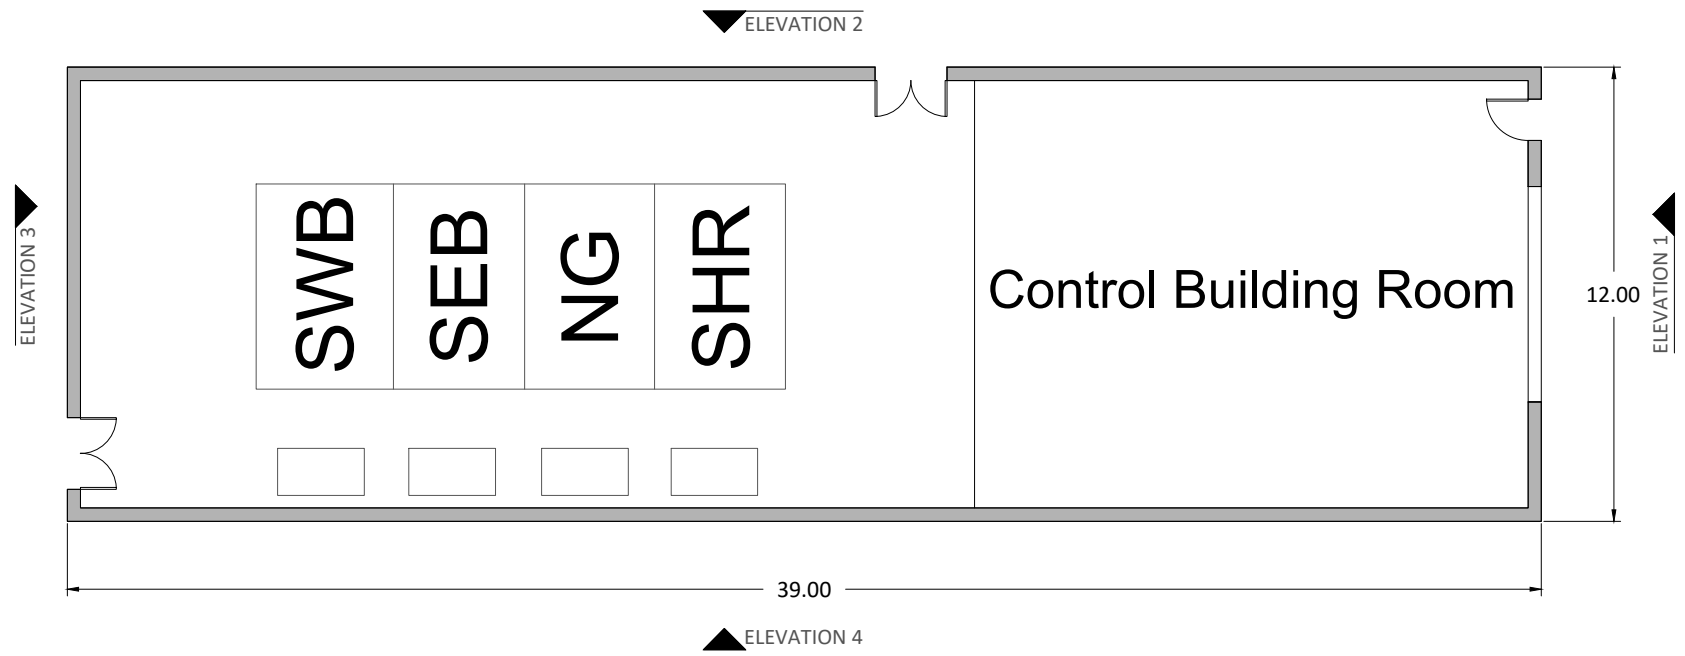 ELEVATION 2
ELEVATION 3
SWB
SEB
NG
SHR
Control Building Room
12.00
ELEVATION 1
39.00
ELEVATION 4